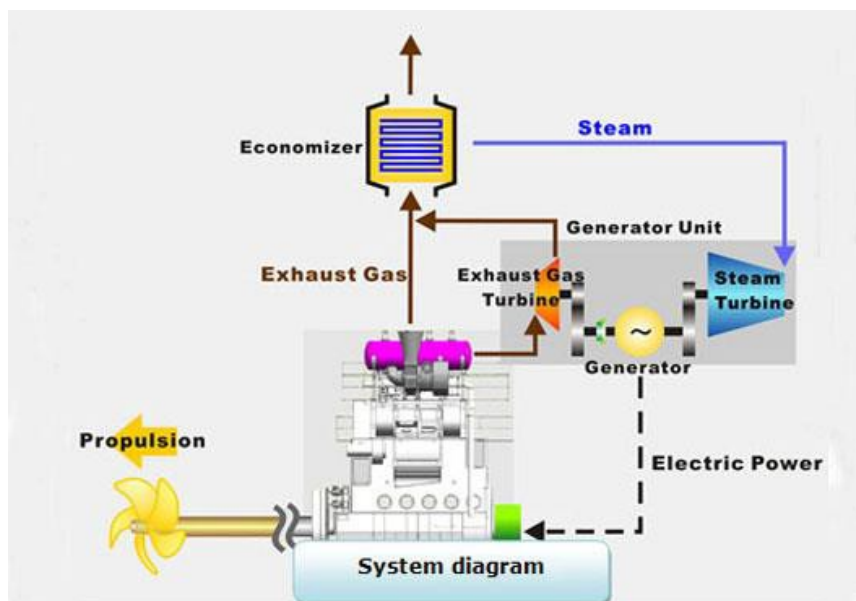 Economizer
Steam
Generator Unit
Exhaust Gas
Exhaust Gas
Turbine
Steam
Turbine
~
Generator
Propulsion
Electric Power
System diagram